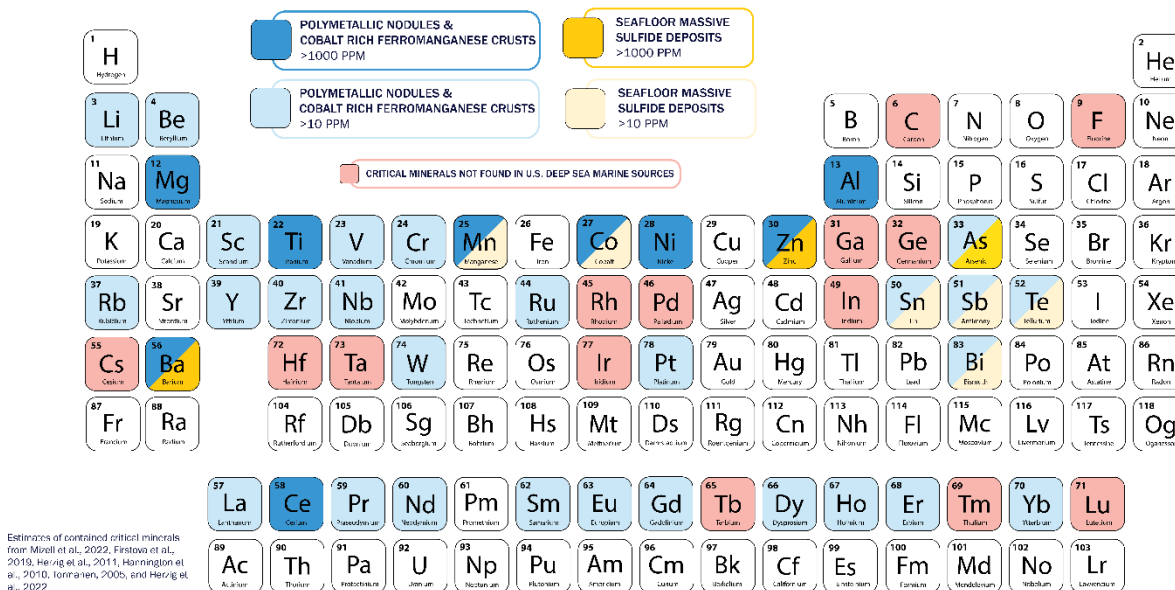 POLYMETALLIC NODULES &
COBALT RICH FERROMANGANESE CRUSTS
>1000 PPM
SEAFLOOR MASSIVE
SULFIDE DEPOSITS
>1000 PPM
POLYMETALLIC NODULES &
COBALT RICH FERROMANGANESE CRUSTS
>10 PPM
SEAFLOOR MASSIVE
SULFIDE DEPOSITS
>10 PPM
CRITICAL MINERALS NOT FOUND IN U.S. DEEP SEA MARINE SOURCES
1 2
H He
Hydrogen Helium
3 4 5 6 7 8 9 10
Li Be B C N O F Ne
Lithium Beryllium Boron Carbon Nitrogen Oxygen Fluorine Neon
11 12 13 14 15 16 17 18
Na Mg Al Si P S Cl Ar
Sodium Magnesium Aluminum Silicon Phosphorus Sulfur Chlorine Argon
19 20 21 22 23 24 25 26 27 28 29 30 31 32 33 34 35 36
K Ca Sc Ti V Cr Mn Fe Co Ni Cu Zn Ga Ge As Se Br Kr
Potassium Calcium Scandium Titanium Vanadium Chromium Manganese Iron Cobalt Nickel Copper Zinc Gallium Germanium Arsenic Selenium Bromine Krypton
37 38 39 40 41 42 43 44 45 46 47 48 49 50 51 52 53 54
Rb Sr Y Zr Nb Mo Tc Ru Rh Pd Ag Cd In Sn Sb Te I Xe
Rubidium Strontium Yttrium Zirconium Niobium Molybdenum Technetium Ruthenium Rhodium Palladium Silver Cadmium Indium Tin Antimony Tellurium Iodine Xenon
55 56 72 73 74 75 76 77 78 79 80 81 82 83 84 85 86
Cs Ba Hf Ta W Re Os Ir Pt Au Hg Tl Pb Bi Po At Rn
Cesium Barium Hafnium Tantalum Tungsten Rhenium Osmium Iridium Platinum Gold Mercury Thallium Lead Bismuth Polonium Astatine Radon
87 88 104 105 106 107 108 109 110 111 112 113 114 115 116 117 118
Fr Ra Rf Db Sg Bh Hs Mt Ds Rg Cn Nh Fl Mc Lv Ts Og
Francium Radium Rutherfordium Dubnium Seaborgium Bohrium Hassium Meitnerium Darmstadtium Roentgenium Copernicium Nihonium Flerovium Moscovium Livermorium Tennessine
57 58 59 60 61 62 63 64 65 66 67 68 69 70 71
La Ce Pr Nd Pm Sm Eu Gd Tb Dy Ho Er Tm Yb Lu
Lanthanum Cerium Praseodymium Neodymium Promethium Samarium Europium Gadolinium Terbium Dysprosium Holmium Erbium Thulium Ytterbium Lutetium
89 90 91 92 93 94 95 96 97 98 99 100 101 102 103
Ac Th Pa U Np Pu Am Cm Bk Cf Es Fm Md No Lr
Actinium Thorium Protactinium Uranium Neptunium Plutonium Americium Curium Berkelium Californium Einsteinium Fermium Mendelevium Nobelium Lawrencium
Estimates of contained critical minerals
from Mizell et al., 2022, Firstova et al.,
2019, Herzig et al., 2011, Hannington et
al., 2010, Tormanen, 2005, and Herzig et
al., 2022